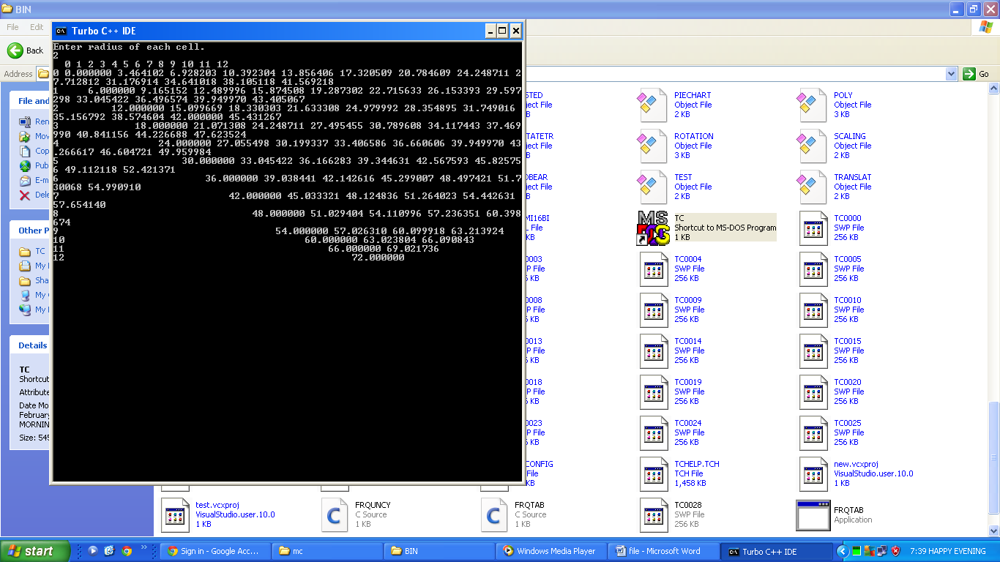 BIN
File Edit
Back
Address
Go
File and
Ren
Mov
Cop
Pub
E-m
Dele
Other P
TC
My
Sha
My
My
Details
TC
Shortcut
Attribute
Date Mo
February
MORNIN
Size: 545
Turbo C++ IDE
Enter radius of each cell.
2
0 1 2 3 4 5 6 7 8 9 10 11 12
0 0.000000 3.464102 6.928203 10.392304 13.856406 17.320509 20.784609 24.248711 2
7.712812 31.176914 34.641018 38.105118 41.569218
1 6.000000 9.165152 12.489996 15.874508 19.287302 22.715633 26.153393 29.597
298 33.045422 36.496574 39.949970 43.405067
2 12.000000 15.099669 18.330303 21.633308 24.979992 28.354895 31.749016
35.156792 38.574604 42.000000 45.431267
3 18.000000 21.071308 24.248711 27.495455 30.789608 34.117443 37.469
990 40.841156 44.226688 47.623524
4 24.000000 27.055498 30.199337 33.406586 36.660606 39.949970 43
.266617 46.604721 49.959984
5 30.000000 33.045422 36.166283 39.344631 42.567593 45.82575
6 49.112118 52.421371
6 36.000000 39.038441 42.142616 45.299007 48.497421 51.7
30068 54.990910
7 42.000000 45.033321 48.124836 51.264023 54.442631
57.654140
8 48.000000 51.029404 54.110996 57.236351 60.398
674
9 54.000000 57.026310 60.099918 63.213924
10 60.000000 63.023804 66.090843
11 66.000000 69.021736
12 72.000000
STED
bject File
B
PIECHART
Object File
2 KB
POLY
Object File
3 KB
TATETR
bject File
B
ROTATION
Object File
3 KB
SCALING
Object File
2 KB
OBEAR
bject File
B
TEST
Object File
2 KB
TRANSLAT
Object File
2 KB
MI16BI
L File
KB
MS
DOS
TC
Shortcut to MS-DOS Program
1 KB
TC0000
SWP File
256 KB
0003
P File
6 KB
TC0004
SWP File
256 KB
TC0005
SWP File
256 KB
0008
P File
6 KB
TC0009
SWP File
256 KB
TC0010
SWP File
256 KB
0013
P File
6 KB
TC0014
SWP File
256 KB
TC0015
SWP File
256 KB
0018
P File
6 KB
TC0019
SWP File
256 KB
TC0020
SWP File
256 KB
0023
P File
6 KB
TC0024
SWP File
256 KB
TC0025
SWP File
256 KB
CONFIG
File
KB
TCHELP.TCH
TCH File
1,458 KB
new.vcxproj
VisualStudio.user.10.0
1 KB
test.vcxproj
VisualStudio.user.10.0
1 KB
FRQUNCY
C Source
1 KB
FRQTAB
C Source
1 KB
TC0028
SWP File
256 KB
FRQTAB
Application
start
Sign in - Google Acc...
mc
BIN
Windows Media Player
file - Microsoft Word
Turbo C++ IDE
7:39 HAPPY EVENING